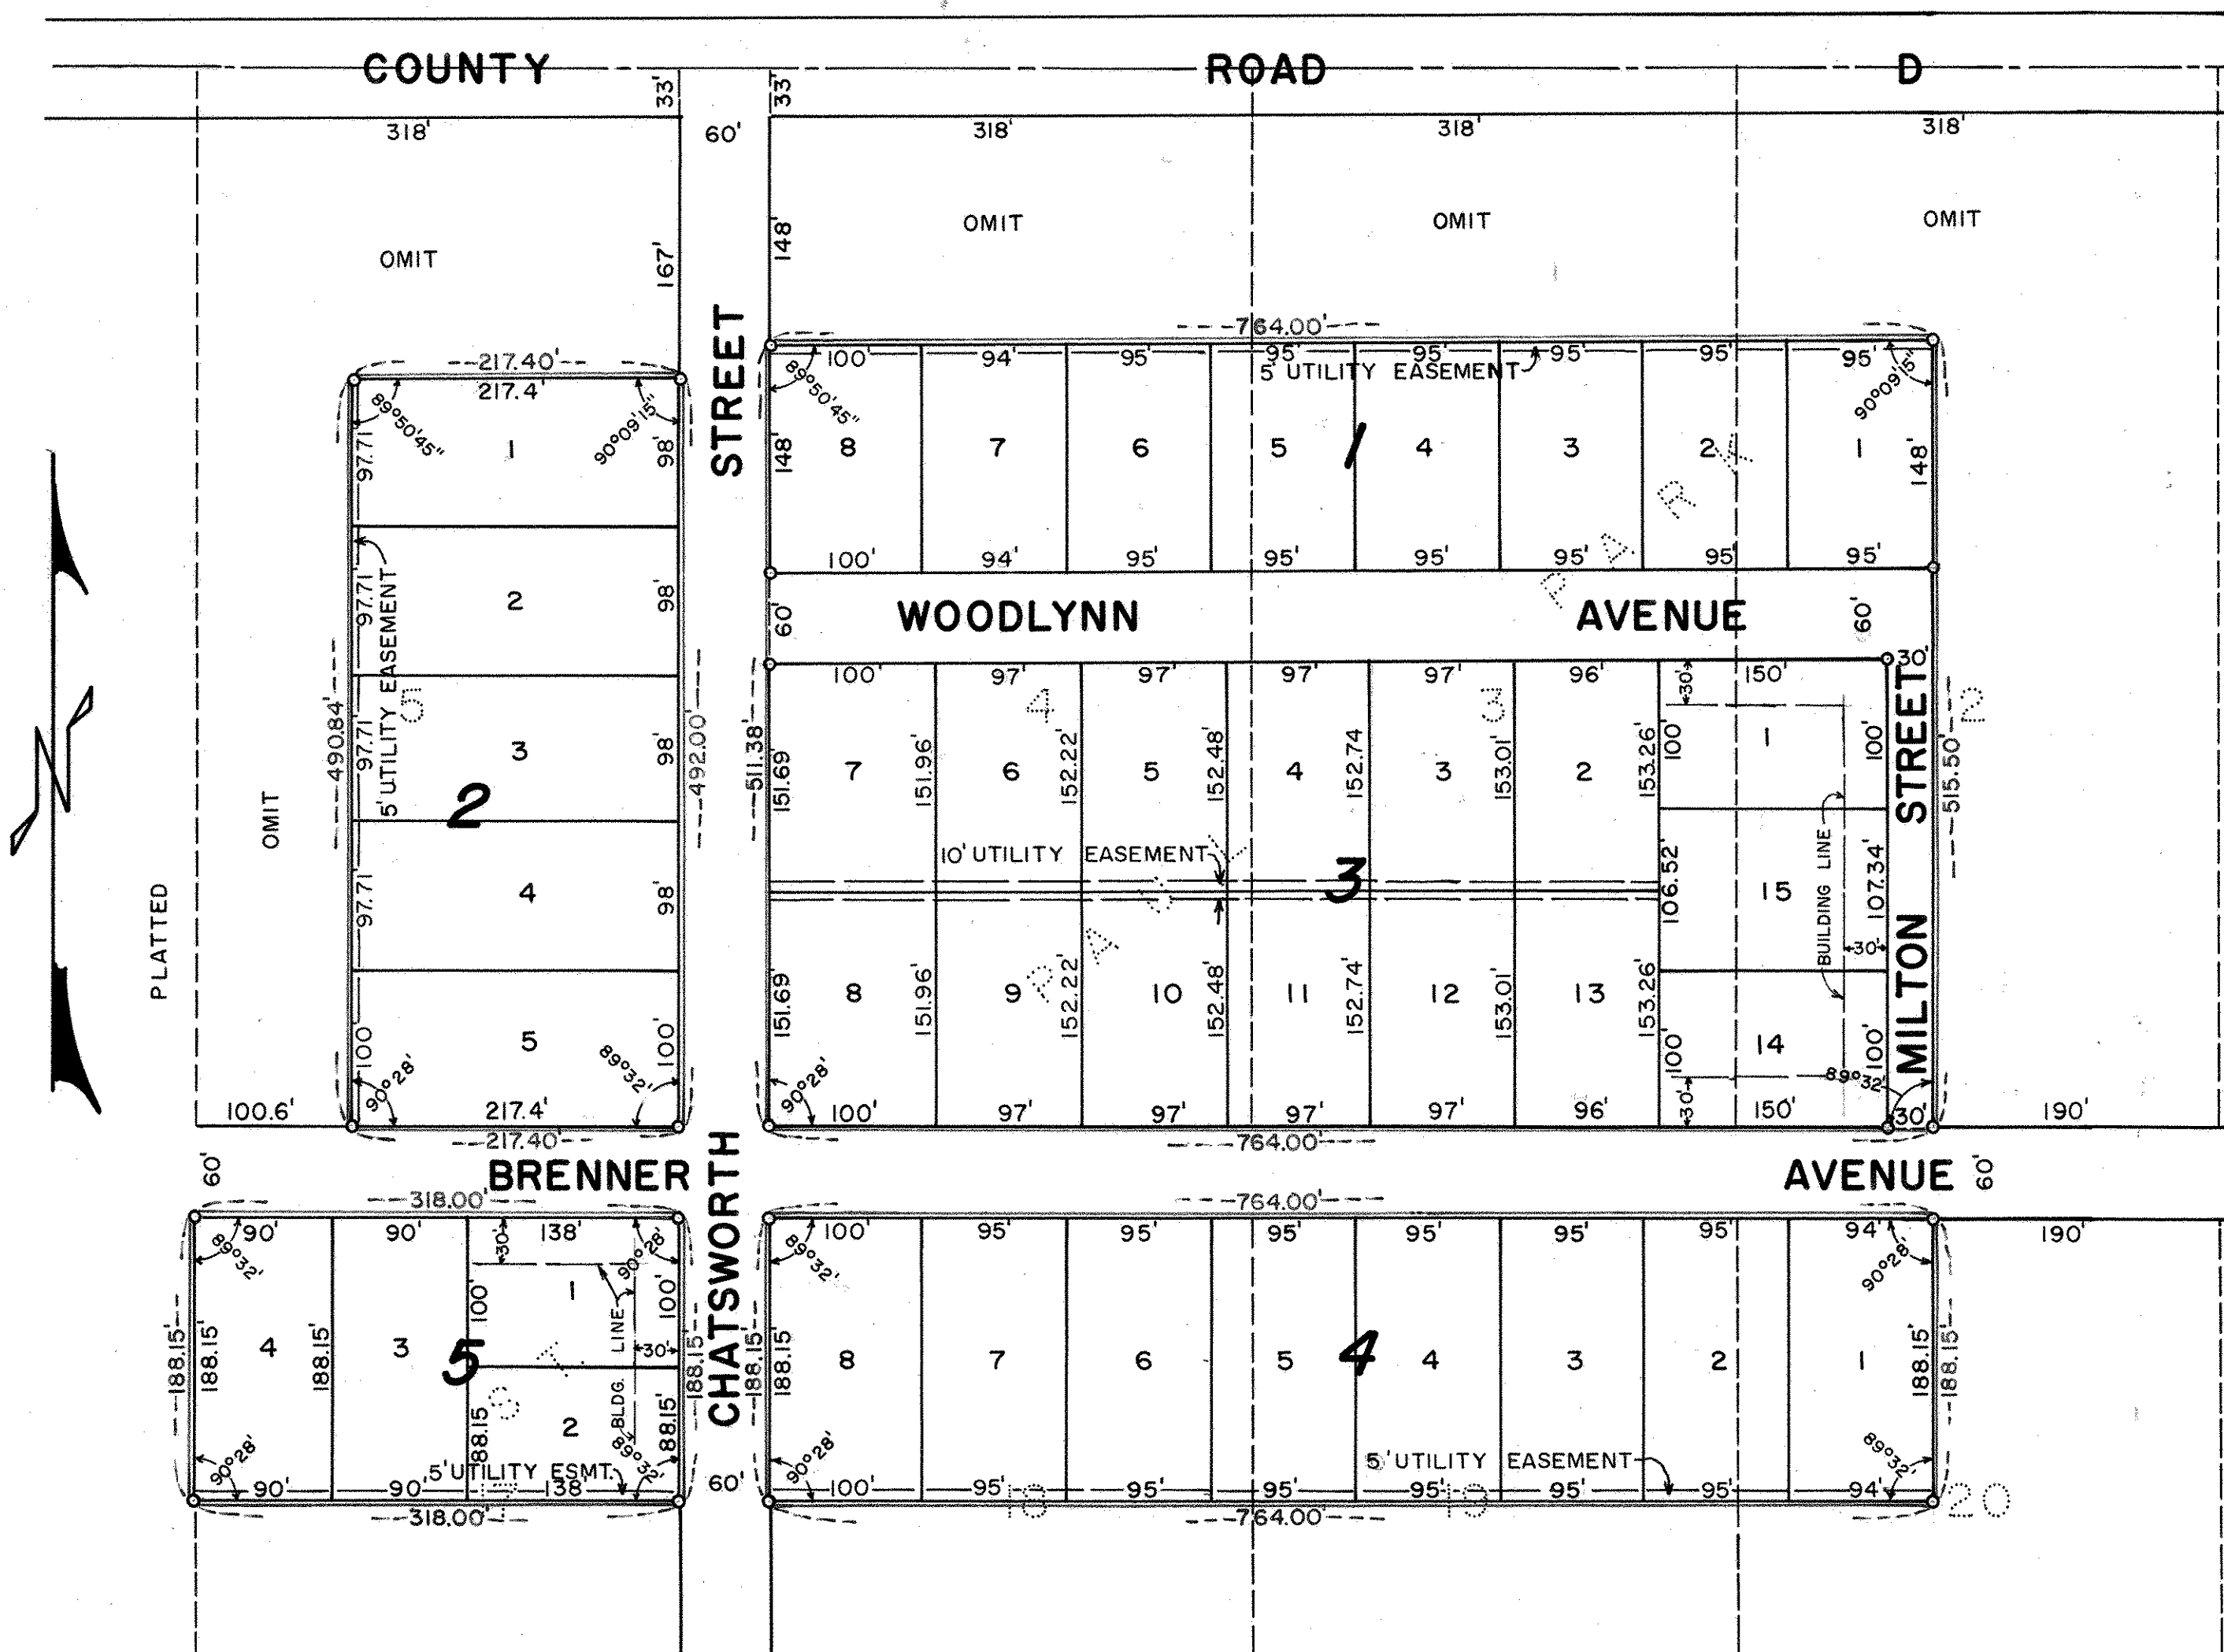 COUNTY ROAD D
33' 33'
318' 60' 318' 318' 318'
OMIT OMIT OMIT OMIT
167' 148'
STREET
764.00'
100' 94' 95' 95' 95' 95' 95' 95'
5' UTILITY EASEMENT
89°50'45" 90°09'15"
148' 8 7 6 5 1 4 3 2 1 148'
PARK
100' 94' 95' 95' 95' 95' 95' 95'
217.40'
217.4'
89°50'45" 90°09'15"
97.71 1 98'
97.71' 2 98'
5' UTILITY EASEMENT
5
490.84' 97.71 3 98' 492.00'
2
97.71 4 98'
100' 5 100'
90°28' 89°32'
217.4'
217.40'
OMIT
PLATTED
100.6'
N
60' WOODLYNN AVENUE 60'
30'
100' 97' 97' 97' 97' 96' 150'
4 3 2
511.38' 151.69' 7 151.96' 6 152.22' 5 152.48' 4 152.74 3 153.01' 2 153.26' 100' 30' 1 100'
515.50'
10' UTILITY EASEMENT
3
106.52' 15 107.34'
BUILDING LINE
30'
MILTON STREET
151.69' 8 151.96' 9 152.22' 10 152.48' 11 152.74' 12 153.01' 13 153.26' 100' 14 100'
90°28' 89°32'
100' 97' 97' 97' 97' 96' 30' 150' 30' 190'
764.00'
60' BRENNER AVENUE 60'
CHATSWORTH
318.00'
90' 90' 138'
89°32' 30' 90°28'
188.15' 188.15' 4 188.15' 3 100' 1 100' 188.15'
5
BLDG. LINE
30'
88.15 2 88.15'
90°28' 89°32'
5' UTILITY ESMT.
90' 90' 138'
318.00'
60'
764.00'
100' 95' 95' 95' 95' 95' 95' 94' 190'
89°32' 90°28'
188.15' 188.15' 8 7 6 5 4 4 3 2 1 188.15' 188.15'
90°28' 89°32'
5' UTILITY EASEMENT
100' 95' 95' 95' 95' 95' 95' 94'
764.00'
20